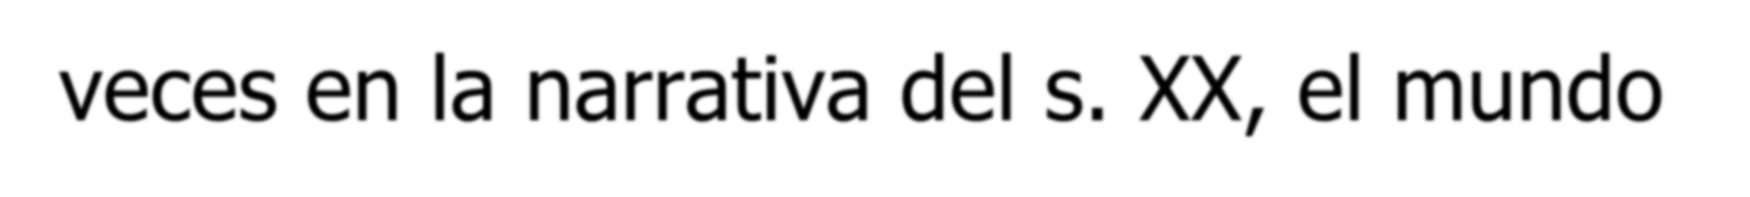 veces en la narrativa del s. XX, el mundo